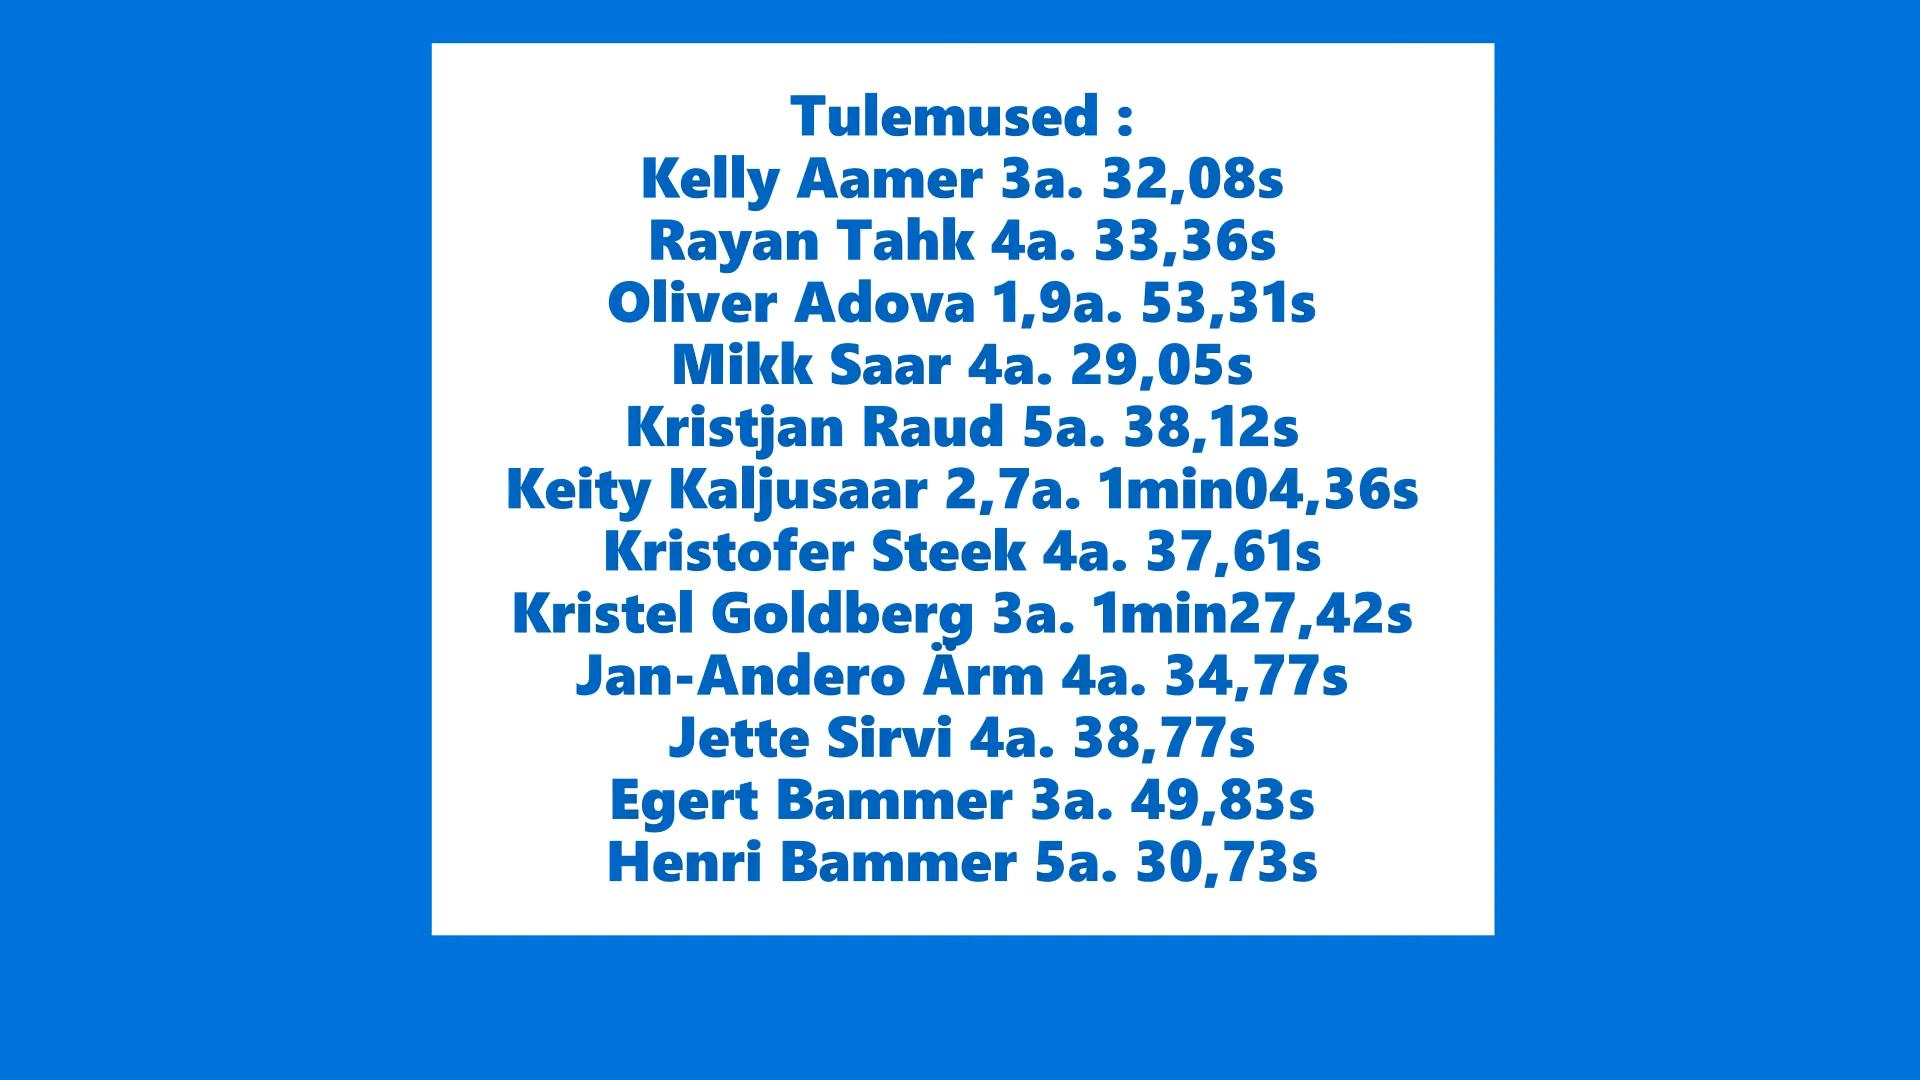 Tulemused :
Kelly Aamer 3a. 32,08s
Rayan Tahk 4a. 33,36s
Oliver Adova 1,9a. 53,31s
Mikk Saar 4a. 29,05s
Kristjan Raud 5a. 38,12s
Keity Kaljusaar 2,7a. 1min04,36s
Kristofer Steek 4a. 37,61s
Kristel Goldberg 3a. 1min27,42s
Jan-Andero Ärm 4a. 34,77s
Jette Sirvi 4a. 38,77s
Egert Bammer 3a. 49,83s
Henri Bammer 5a. 30,73s